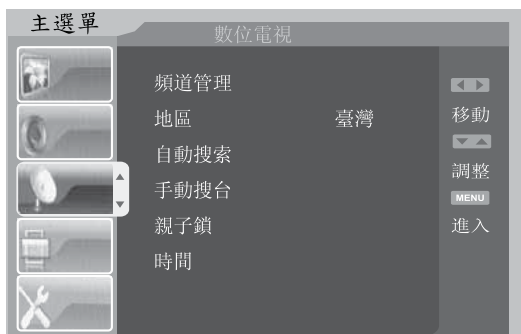 主選單
數位電視
頻道管理
地區 臺灣
自動搜索
手動搜台
親子鎖
時間
移動
調整
MENU
進入